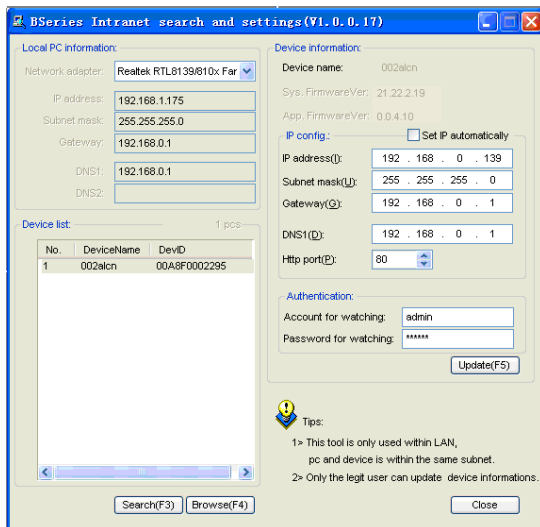 BSeries Intranet search and settings(V1.0.0.17)
Local PC information:
Network adapter: Realtek RTL8139/810x Far
IP address: 192.168.1.175
Subnet mask: 255.255.255.0
Gateway: 192.168.0.1
DNS1: 192.168.0.1
DNS2:
Device list: 1 pcs
No. DeviceName DevID
1 002alcn 00A8F0002295
Search(F3) Browse(F4)
Device information:
Device name: 002alcn
Sys. FirmwareVer: 21.22.2.19
App. FirmwareVer: 0.0.4.10
IP config.: Set IP automatically
IP address(I): 192 . 168 . 0 . 139
Subnet mask(U): 255 . 255 . 255 . 0
Gateway(G): 192 . 168 . 0 . 1
DNS1(D): 192 . 168 . 0 . 1
Http port(P): 80
Authentication:
Account for watching: admin
Password for watching: ******
Update(F5)
Tips:
1> This tool is only used within LAN,
pc and device is within the same subnet.
2> Only the legit user can update device informations.
Close